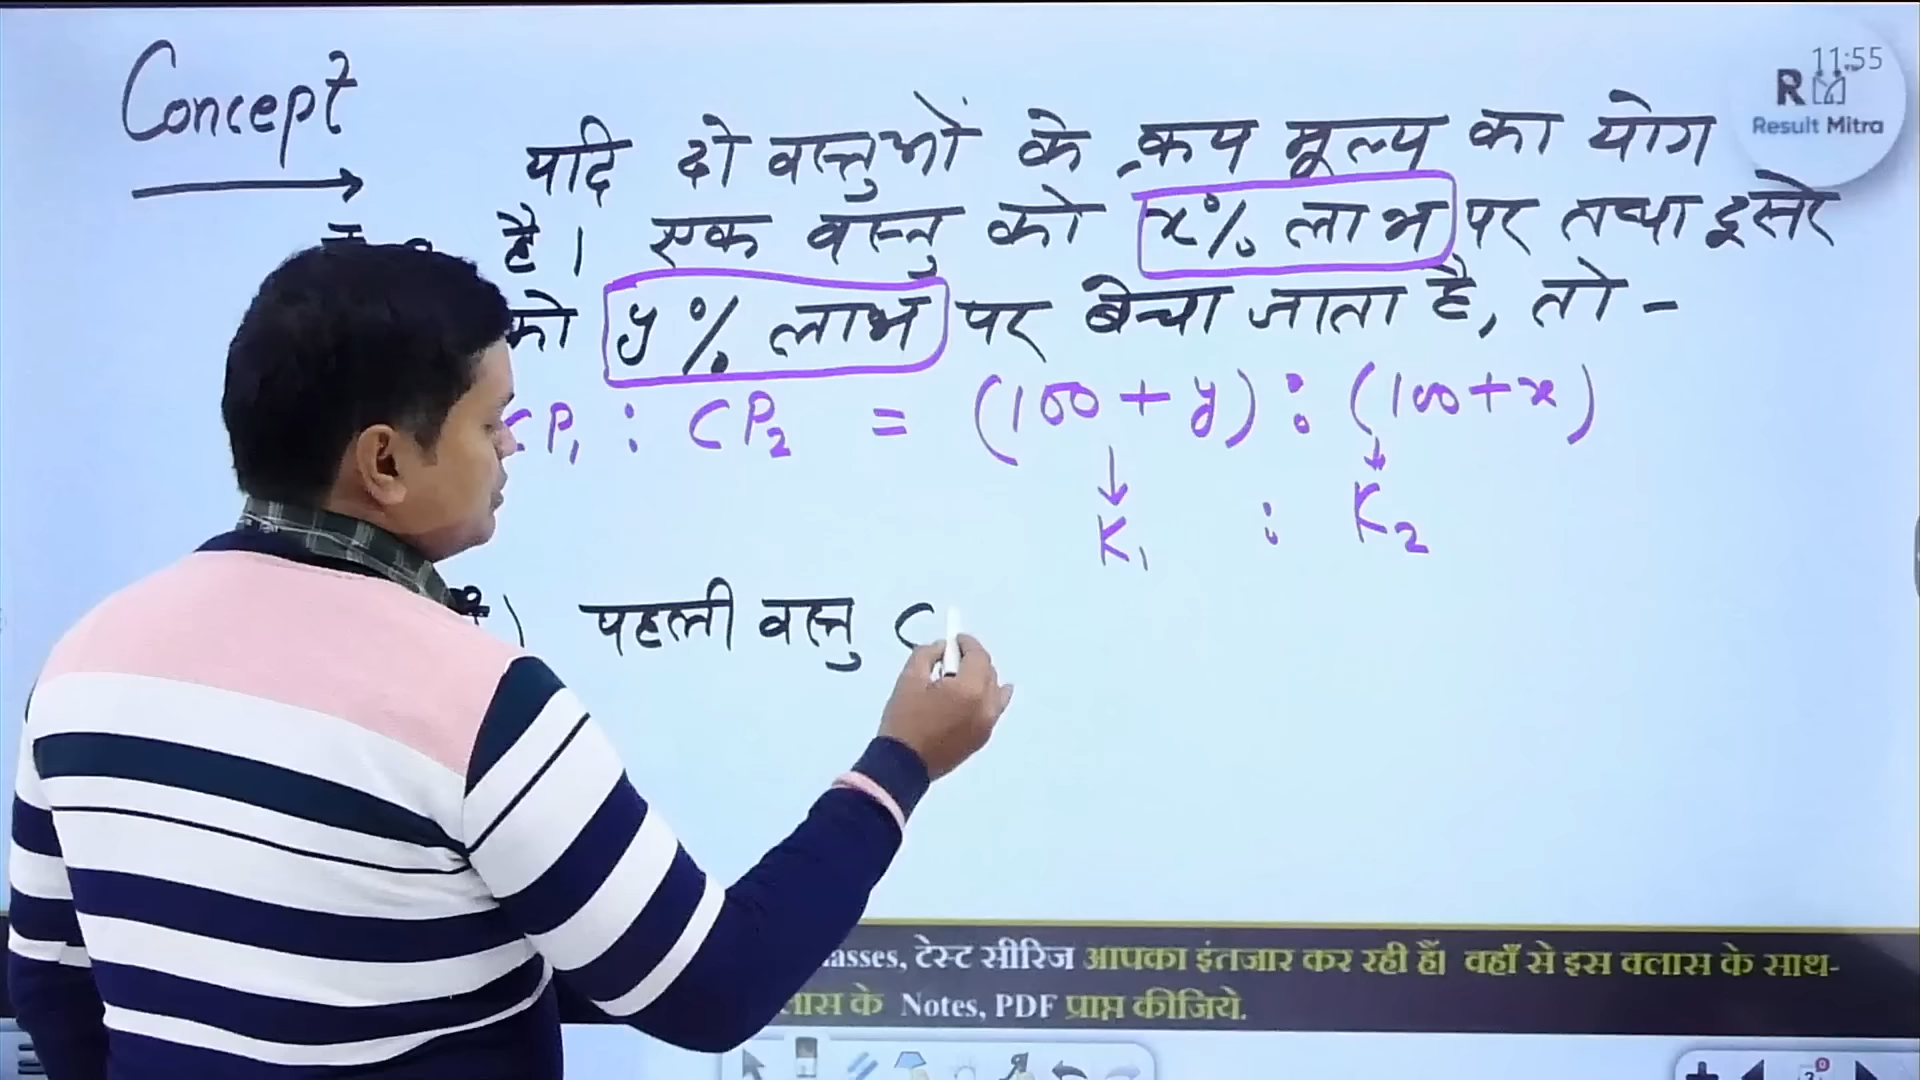 Concept
11:55
RM
Result Mitra
यदि दो वस्तुओं के क्रय मूल्य का योग
है। एक वस्तु को x% लाभ पर तथा दूसरे
को y% लाभ पर बेचा जाता है, तो -
CP₁ : CP₂ = (100 + y) : (100 + x)
K₁ : K₂
पहली वस्तु C
asses, टेस्ट सीरिज आपका इंतजार कर रही हैं। वहाँ से इस क्लास के साथ-
लास के Notes, PDF प्राप्त कीजिये.